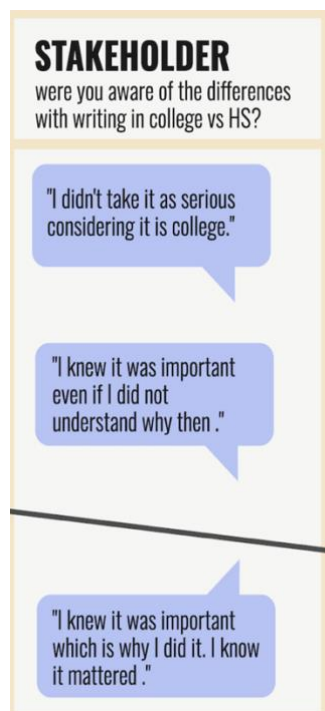 STAKEHOLDER
were you aware of the differences
with writing in college vs HS?
"I didn't take it as serious
considering it is college."
"I knew it was important
even if I did not
understand why then ."
"I knew it was important
which is why I did it. I know
it mattered ."